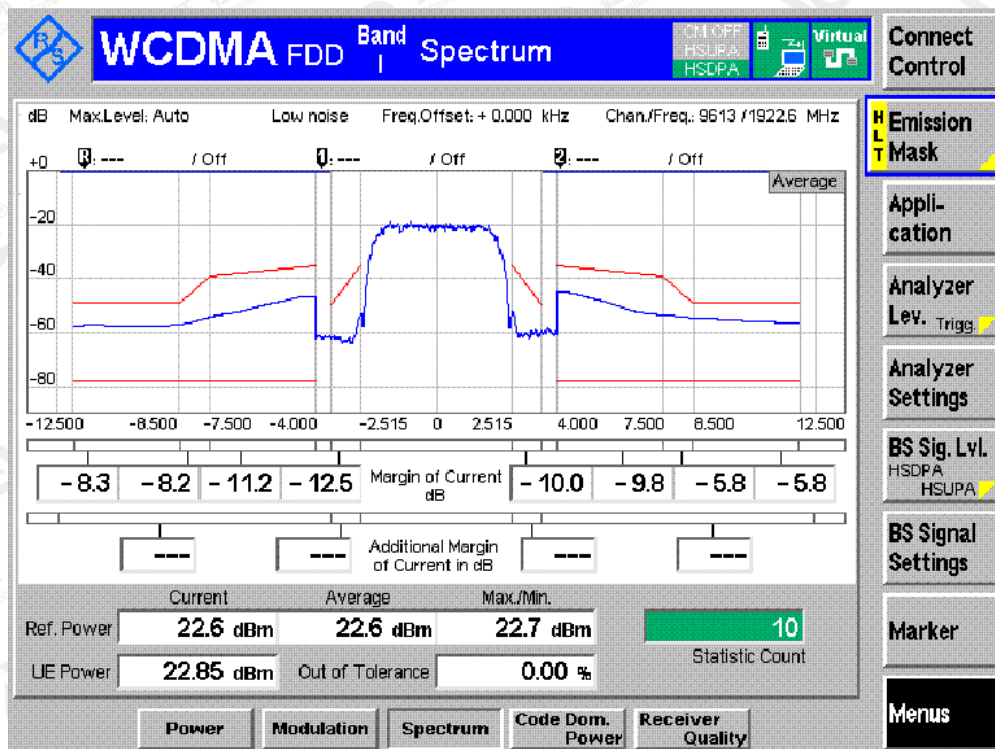 R&S
WCDMA FDD Band I Spectrum
CM OFF
HSUPA
HSDPA
Virtual
Connect Control
dB Max.Level: Auto Low noise Freq.Offset: + 0.000 kHz Chan./Freq.: 9613 / 1922.6 MHz
HLT Emission Mask
R: --- / Off 1: --- / Off 2: --- / Off
+0
Average
-20
-40
-60
-80
Appli-
cation
Analyzer
Lev. Trigg.
Analyzer
Settings
-12.500 -8.500 -7.500 -4.000 -2.515 0 2.515 4.000 7.500 8.500 12.500
BS Sig. Lvl.
HSDPA
HSUPA
- 8.3 - 8.2 - 11.2 - 12.5 Margin of Current dB - 10.0 - 9.8 - 5.8 - 5.8
BS Signal
Settings
--- --- Additional Margin of Current in dB --- ---
Current Average Max./Min.
Ref. Power 22.6 dBm 22.6 dBm 22.7 dBm 10
Statistic Count
UE Power 22.85 dBm Out of Tolerance 0.00 %
Marker
Menus
Power Modulation Spectrum Code Dom. Power Receiver Quality